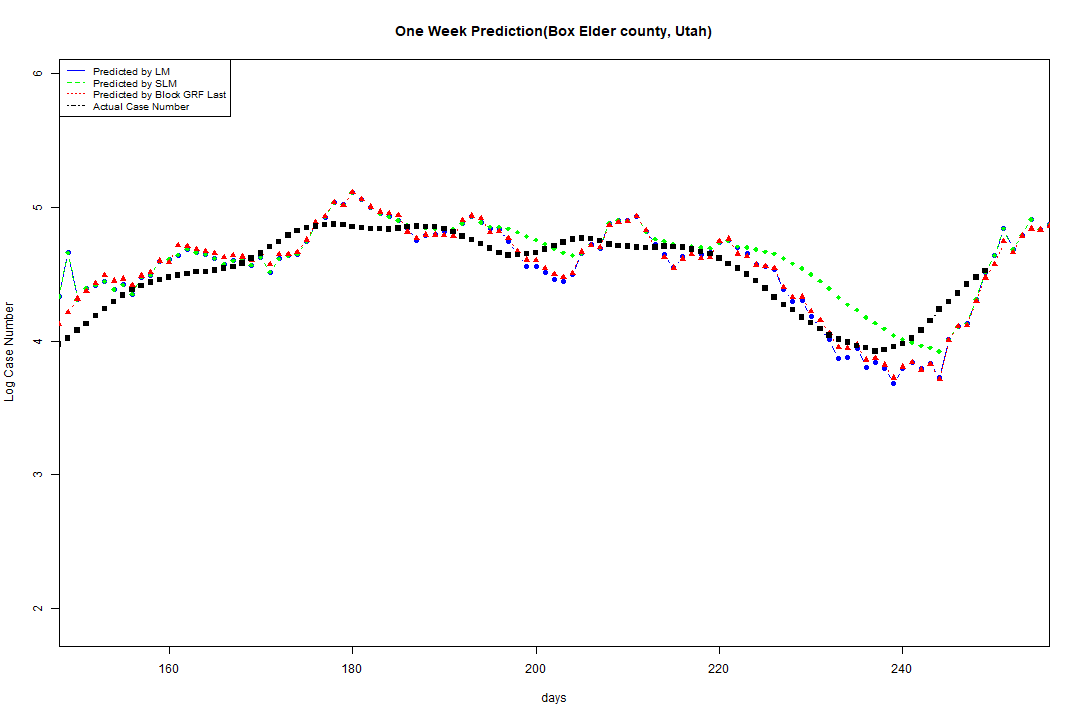 One Week Prediction(Box Elder county, Utah)
Predicted by LM
Predicted by SLM
Predicted by Block GRF Last
Actual Case Number
6
5
4
3
2
Log Case Number
160
180
200
220
240
days